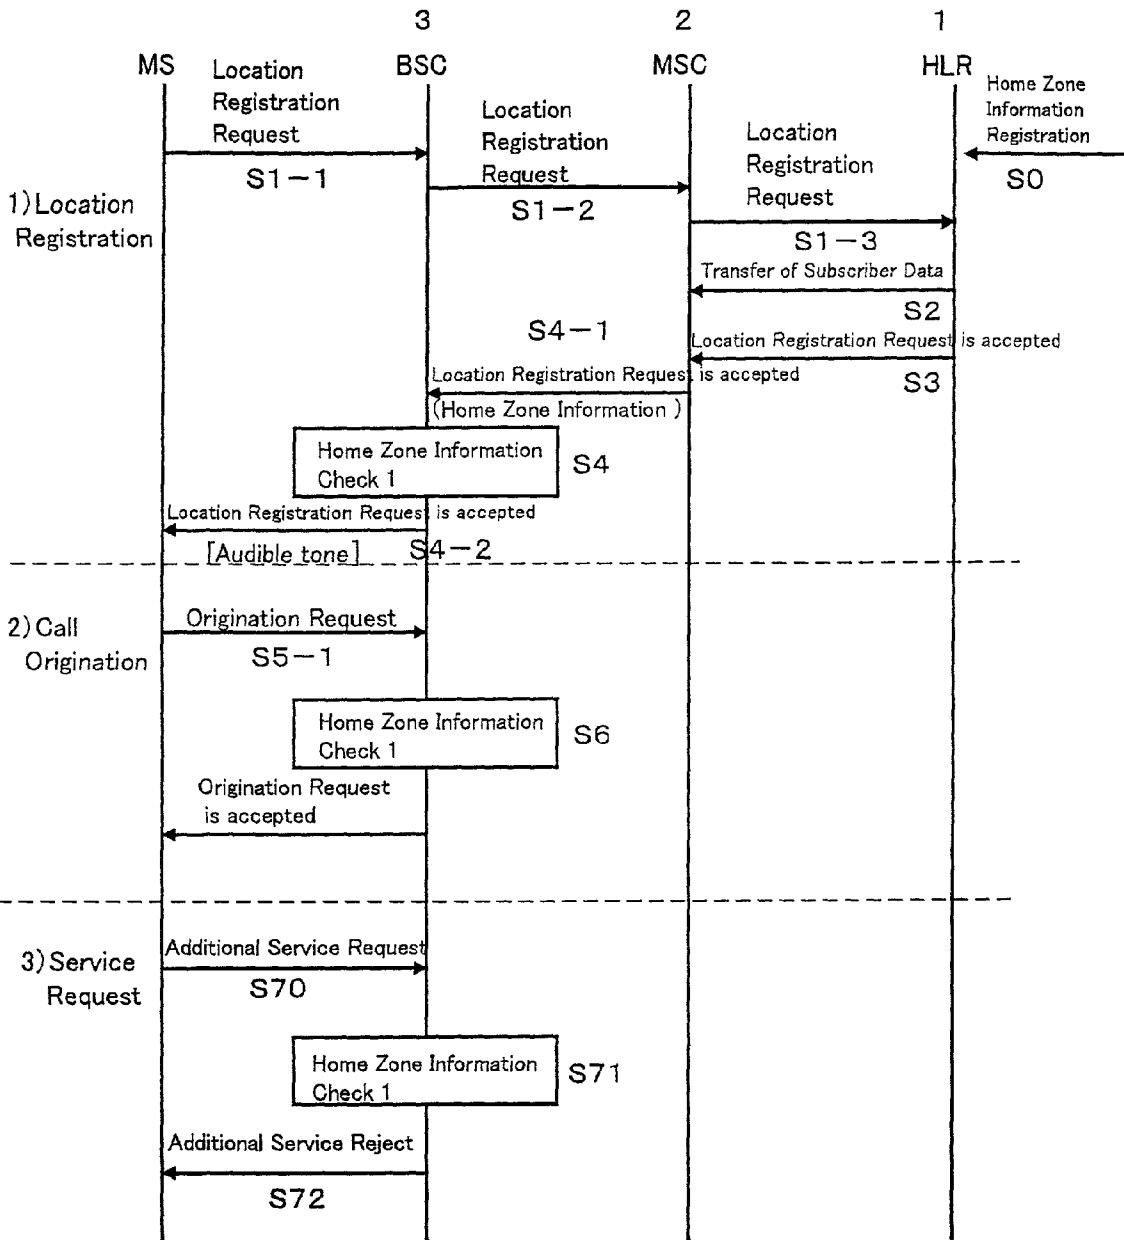 3
2
1
MS
BSC
MSC
HLR
Location
Registration
Request
S1-1
Location
Registration
Request
S1-2
Location
Registration
Request
S1-3
Home Zone
Information
Registration
S0
1)Location
Registration
Transfer of Subscriber Data
S2
Location Registration Request is accepted
S3
S4-1
Location Registration Request is accepted
(Home Zone Information )
Home Zone Information
Check 1
S4
Location Registration Request is accepted
[Audible tone]
S4-2
2)Call
Origination
Origination Request
S5-1
Home Zone Information
Check 1
S6
Origination Request
is accepted
3)Service
Request
Additional Service Request
S70
Home Zone Information
Check 1
S71
Additional Service Reject
S72